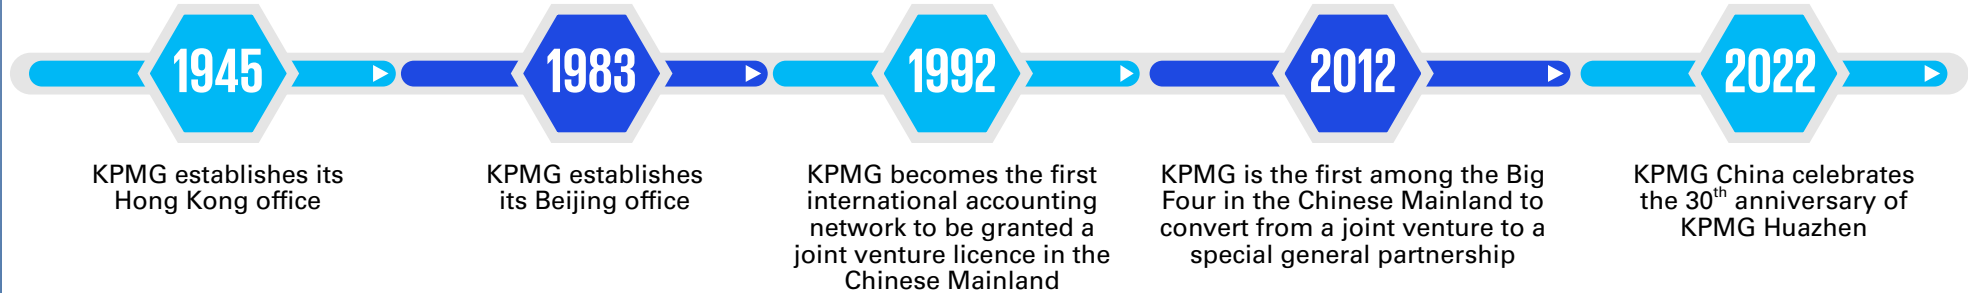 1945
KPMG establishes its
Hong Kong office
1983
KPMG establishes
its Beijing office
1992
KPMG becomes the first
international accounting
network to be granted a
joint venture licence in the
Chinese Mainland
2012
KPMG is the first among the Big
Four in the Chinese Mainland to
convert from a joint venture to a
special general partnership
2022
KPMG China celebrates
the 30th anniversary of
KPMG Huazhen